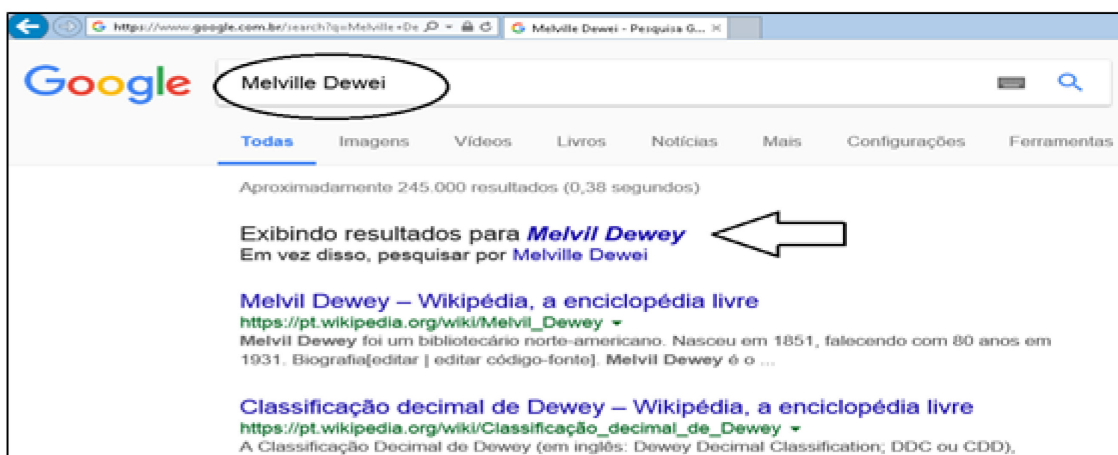 https://www.google.com.br/search?q=Melville+De
Melville Dewei - Pesquisa G...
Google
Melville Dewei
Todas Imagens Vídeos Livros Notícias Mais Configurações Ferramentas
Aproximadamente 245.000 resultados (0,38 segundos)
Exibindo resultados para Melvil Dewey
Em vez disso, pesquisar por Melville Dewei
Melvil Dewey – Wikipédia, a enciclopédia livre
https://pt.wikipedia.org/wiki/Melvil_Dewey
Melvil Dewey foi um bibliotecário norte-americano. Nasceu em 1851, falecendo com 80 anos em
1931. Biografia[editar | editar código-fonte]. Melvil Dewey é o ...
Classificação decimal de Dewey – Wikipédia, a enciclopédia livre
https://pt.wikipedia.org/wiki/Classificação_decimal_de_Dewey
A Classificação Decimal de Dewey (em inglês: Dewey Decimal Classification; DDC ou CDD),